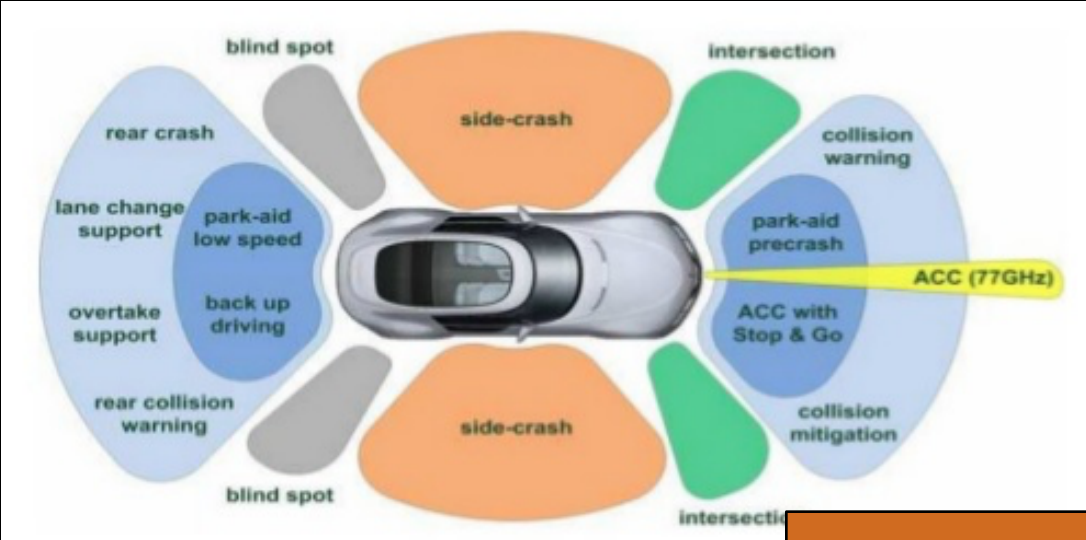 blind spot
intersection
side-crash
rear crash
collision
warning
lane change
support
park-aid
low speed
park-aid
precrash
ACC (77GHz)
back up
driving
overtake
support
ACC with
Stop & Go
rear collision
warning
collision
mitigation
side-crash
blind spot